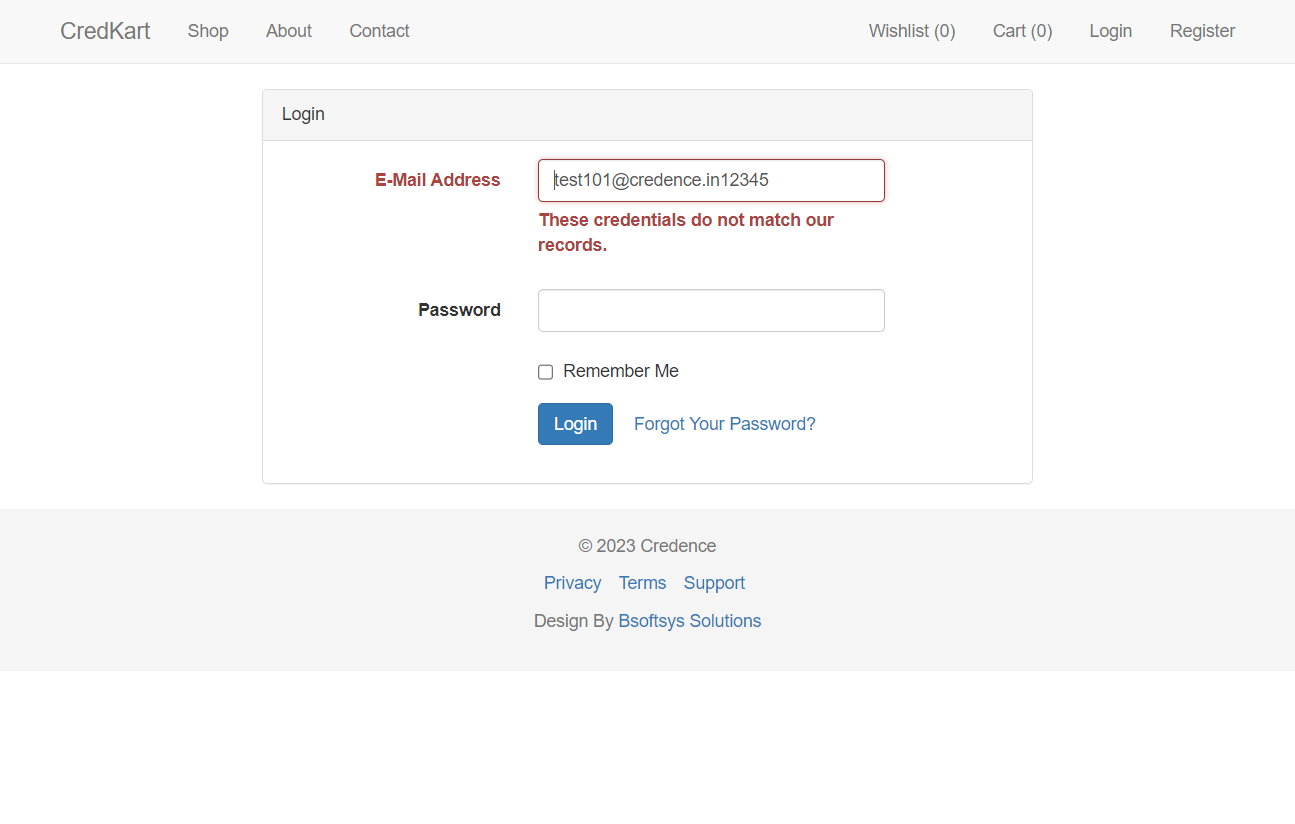 CredKart Shop About Contact Wishlist (0) Cart (0) Login Register
Login
E-Mail Address test101@credence.in12345
These credentials do not match our
records.
Password
Remember Me
Login Forgot Your Password?
© 2023 Credence
Privacy Terms Support
Design By Bsoftsys Solutions